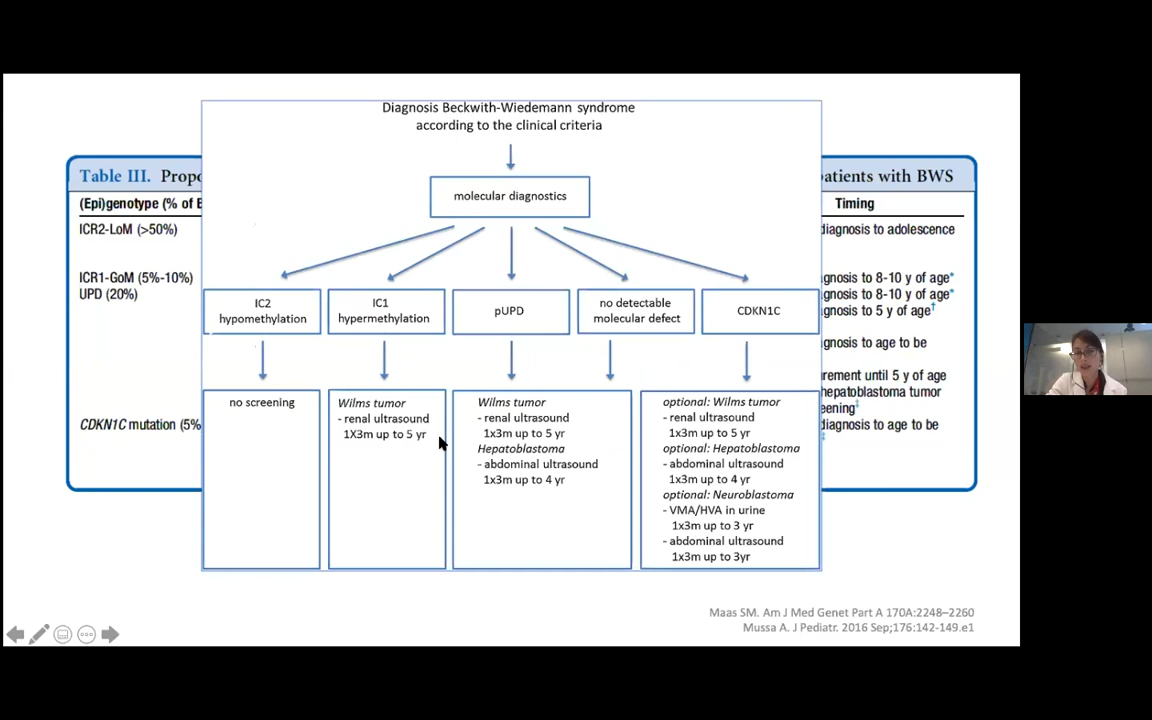 Diagnosis Beckwith-Wiedemann syndrome
according to the clinical criteria
molecular diagnostics
IC2
hypomethylation
IC1
hypermethylation
pUPD
no detectable
molecular defect
CDKN1C
no screening
Wilms tumor
- renal ultrasound
1X3m up to 5 yr
Wilms tumor
- renal ultrasound
1x3m up to 5 yr
Hepatoblastoma
- abdominal ultrasound
1x3m up to 4 yr
optional: Wilms tumor
- renal ultrasound
1x3m up to 5 yr
optional: Hepatoblastoma
- abdominal ultrasound
1x3m up to 4 yr
optional: Neuroblastoma
- VMA/HVA in urine
1x3m up to 3 yr
- abdominal ultrasound
1x3m up to 3yr
Table III. Propo
(Epi)genotype (% of B
ICR2-LoM (>50%)
ICR1-GoM (5%-10%)
UPD (20%)
CDKN1C mutation (5%
patients with BWS
Timing
diagnosis to adolescence
gnosis to 8-10 y of age*
gnosis to 8-10 y of age*
gnosis to 5 y of age†
gnosis to age to be
rement until 5 y of age
hepatoblastoma tumor
eening‡
diagnosis to age to be
‡
Maas SM. Am J Med Genet Part A 170A:2248–2260
Mussa A. J Pediatr. 2016 Sep;176:142-149.e1